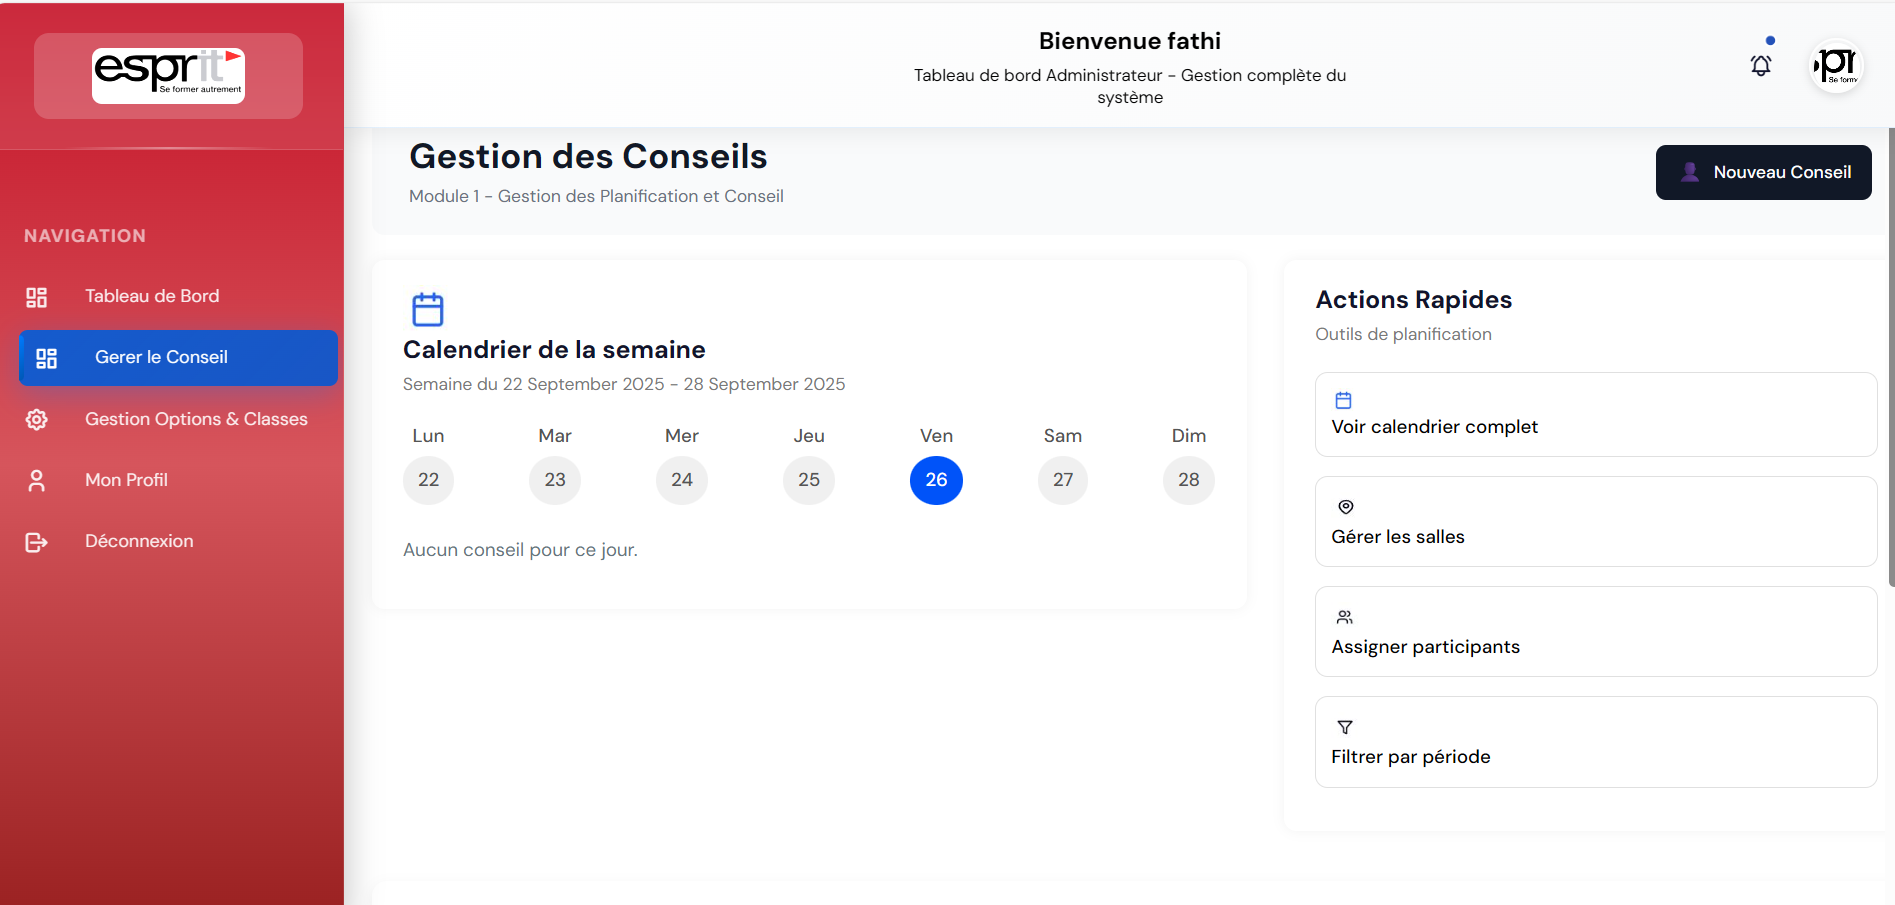 esprit
Se former autrement
NAVIGATION
Tableau de Bord
Gerer le Conseil
Gestion Options & Classes
Mon Profil
Déconnexion
Bienvenue fathi
Tableau de bord Administrateur - Gestion complète du
système
Gestion des Conseils
Module 1 - Gestion des Planification et Conseil
Nouveau Conseil
Calendrier de la semaine
Semaine du 22 September 2025 - 28 September 2025
Lun Mar Mer Jeu Ven Sam Dim
22 23 24 25 26 27 28
Aucun conseil pour ce jour.
Actions Rapides
Outils de planification
Voir calendrier complet
Gérer les salles
Assigner participants
Filtrer par période